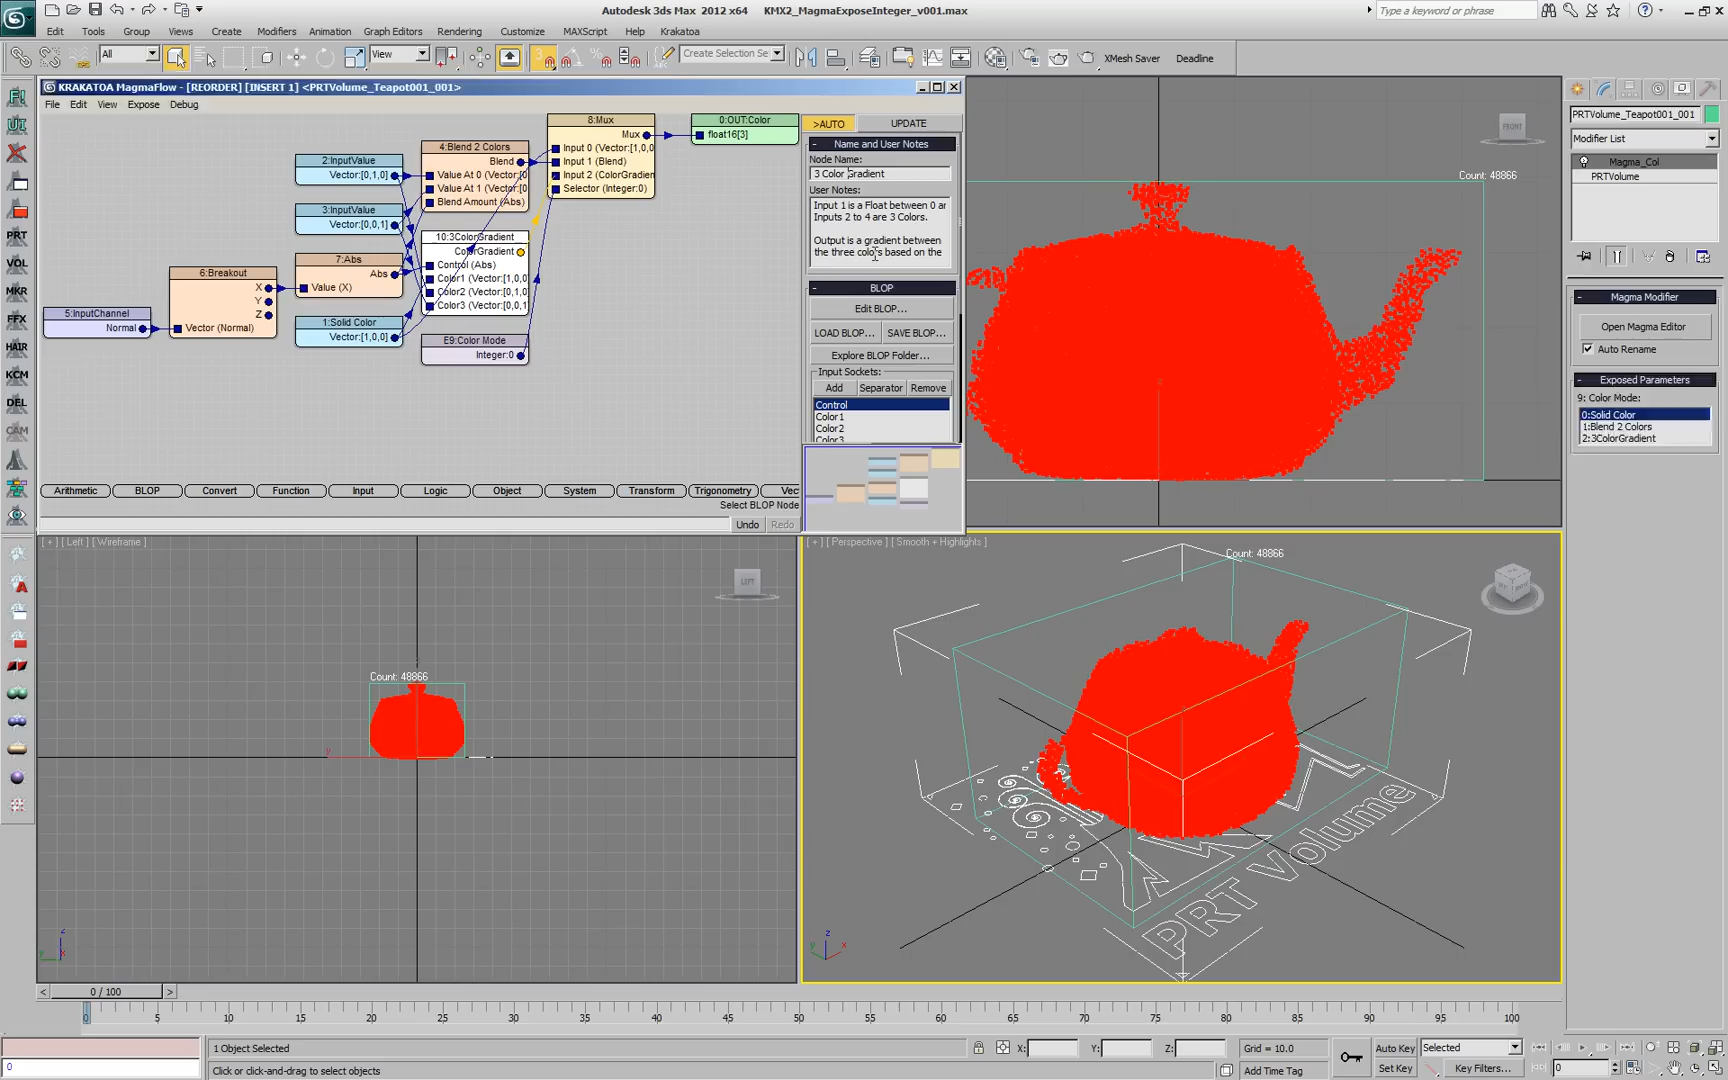 Autodesk 3ds Max 2012 x64 KMX2_MagmaExposeInteger_v001.max
Type a keyword or phrase
Edit Tools Group Views Create Modifiers Animation Graph Editors Rendering Customize MAXScript Help Krakatoa
All View 3 Create Selection Se XMesh Saver Deadline
KRAKATOA MagmaFlow - [REORDER] [INSERT 1] <PRTVolume_Teapot001_001>
File Edit View Expose Debug
2:InputValue
Vector:[0,1,0]
3:InputValue
Vector:[0,0,1]
7:Abs
Abs
Value (X)
1:Solid Color
Vector:[1,0,0]
6:Breakout
X
Y
Z
Vector (Normal)
5:InputChannel
Normal
4:Blend 2 Colors
Blend
Value At 0 (Vector:[0
Value At 1 (Vector:[0
Blend Amount (Abs)
10:3ColorGradient
ColorGradient
Control (Abs)
Color1 (Vector:[1,0,0
Color2 (Vector:[0,1,0
Color3 (Vector:[0,0,1
E9:Color Mode
Integer:0
8:Mux
Mux
Input 0 (Vector:[1,0,0
Input 1 (Blend)
Input 2 (ColorGradien
Selector (Integer:0)
0:OUT:Color
float16[3]
>AUTO UPDATE
Name and User Notes
Node Name:
3 Color Gradient
User Notes:
Input 1 is a Float between 0 ar
Inputs 2 to 4 are 3 Colors.
Output is a gradient between
the three colors based on the
BLOP
Edit BLOP...
LOAD BLOP... SAVE BLOP...
Explore BLOP Folder...
Input Sockets:
Add Separator Remove
Control
Color1
Color2
Color3
Arithmetic BLOP Convert Function Input Logic Object System Transform Trigonometry Vec
Select BLOP Node
Undo Redo
F!
UI
PRT
VOL
MKR
FFX
HAIR
KCM
DEL
CAM
FRONT
Count: 48866
PRTVolume_Teapot001_001
Modifier List
Magma_Col
PRTVolume
Magma Modifier
Open Magma Editor
Auto Rename
Exposed Parameters
9: Color Mode:
0:Solid Color
1:Blend 2 Colors
2:3ColorGradient
[ + ] [ Left ] [ Wireframe ]
LEFT
Count: 48866
y
z
y x
[ + ] [ Perspective ] [ Smooth + Highlights ]
Count: 48866
PRT Volume
z
y x
< 0 / 100 >
0 5 10 15 20 25 30 35 40 45 50 55 60 65 70 75 80 85 90 95 100
1 Object Selected
X: Y: Z: Grid = 10.0
Auto Key Selected
0
Click or click-and-drag to select objects
Add Time Tag
Set Key Key Filters... 0